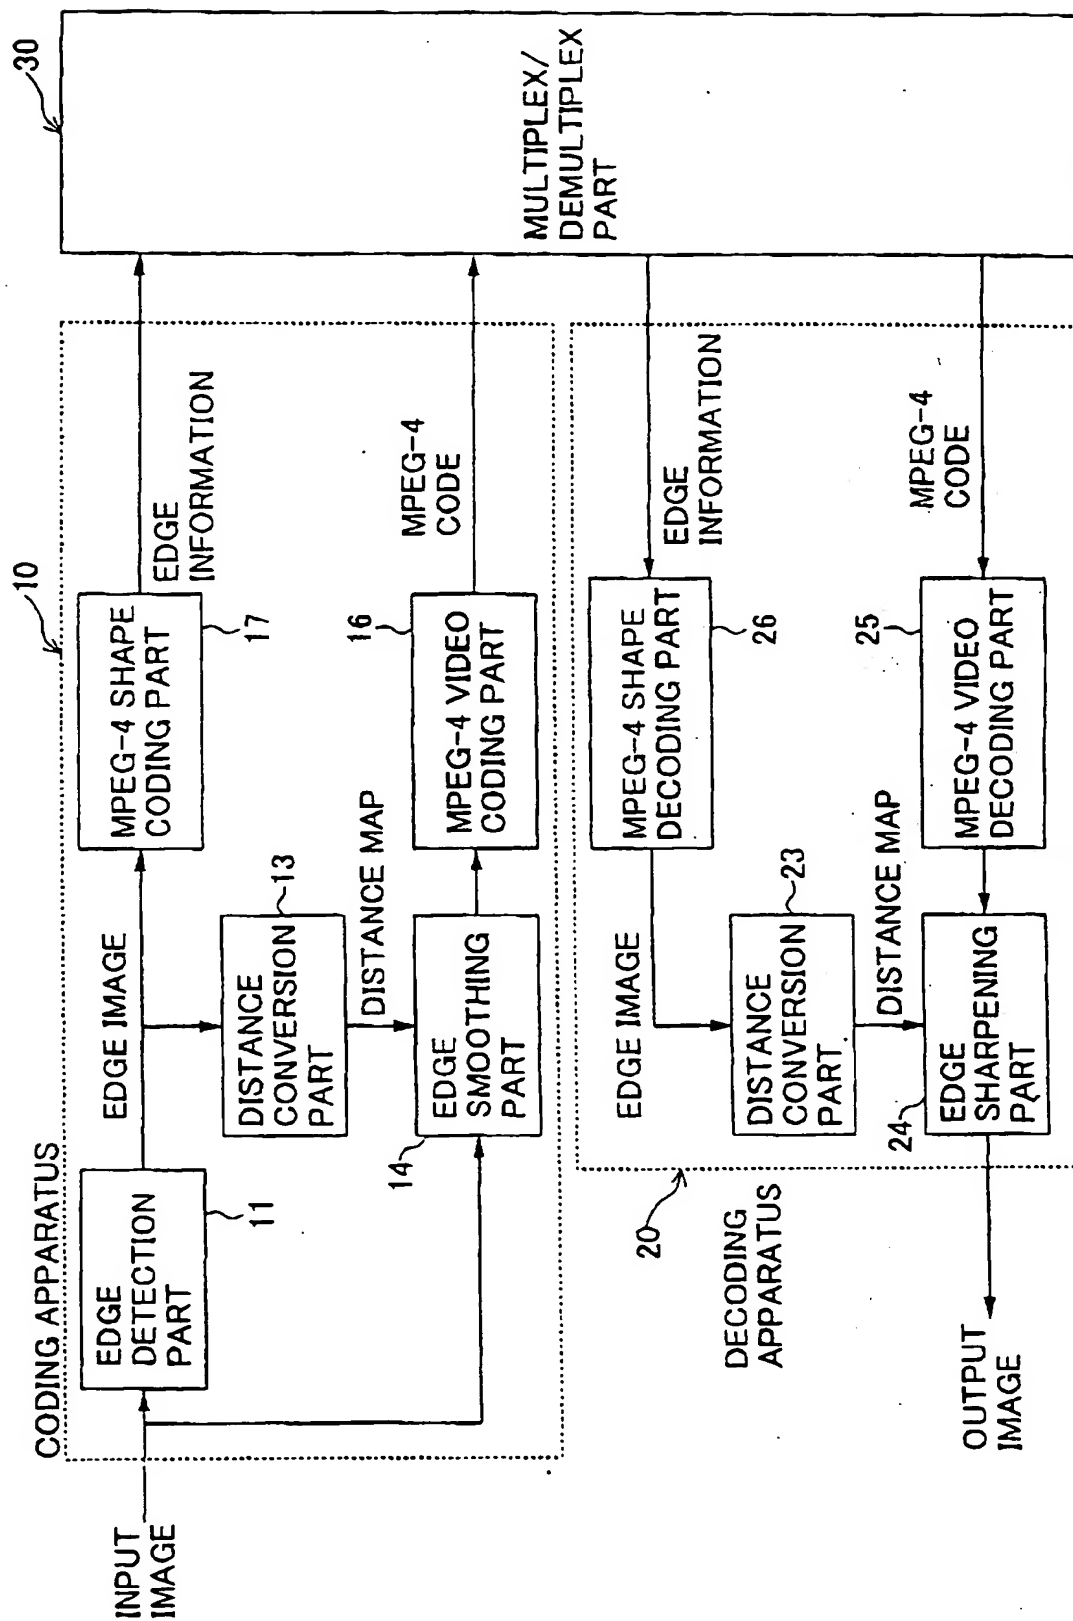 CODING APPARATUS
10
30
INPUT
IMAGE
EDGE
DETECTION
PART
11
EDGE IMAGE
MPEG-4 SHAPE
CODING PART
17
EDGE
INFORMATION
DISTANCE
CONVERSION
PART
13
DISTANCE MAP
14
EDGE
SMOOTHING
PART
16
MPEG-4 VIDEO
CODING PART
MPEG-4
CODE
MULTIPLEX/
DEMULTIPLEX
PART
20
DECODING
APPARATUS
EDGE IMAGE
MPEG-4 SHAPE
DECODING PART
26
EDGE
INFORMATION
DISTANCE
CONVERSION
PART
23
DISTANCE MAP
24
EDGE
SHARPENING
PART
25
MPEG-4 VIDEO
DECODING PART
MPEG-4
CODE
OUTPUT
IMAGE